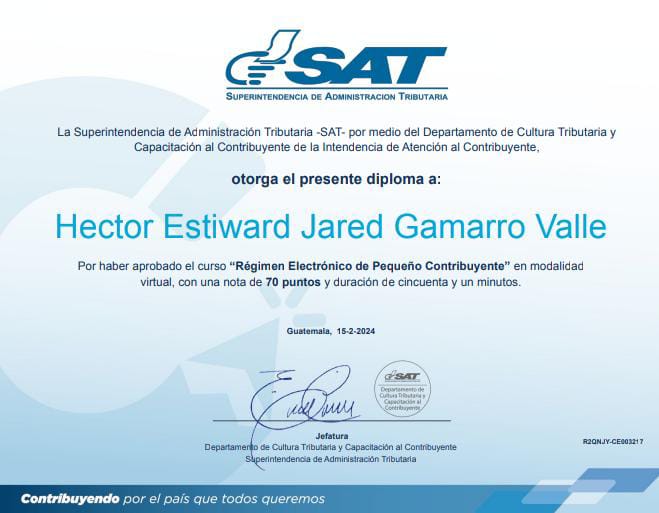 SAT
SUPERINTENDENCIA DE ADMINISTRACION TRIBUTARIA
La Superintendencia de Administración Tributaria -SAT- por medio del Departamento de Cultura Tributaria y
Capacitación al Contribuyente de la Intendencia de Atención al Contribuyente,
otorga el presente diploma a:
Hector Estiward Jared Gamarro Valle
Por haber aprobado el curso “Régimen Electrónico de Pequeño Contribuyente” en modalidad
virtual, con una nota de 70 puntos y duración de cincuenta y un minutos.
Guatemala, 15-2-2024
SAT
Departamento de
Cultura Tributaria y
Capacitación al
Contribuyente
Jefatura
Departamento de Cultura Tributaria y Capacitación al Contribuyente
Superintendencia de Administración Tributaria
R2QNJY-CE003217
Contribuyendo por el país que todos queremos